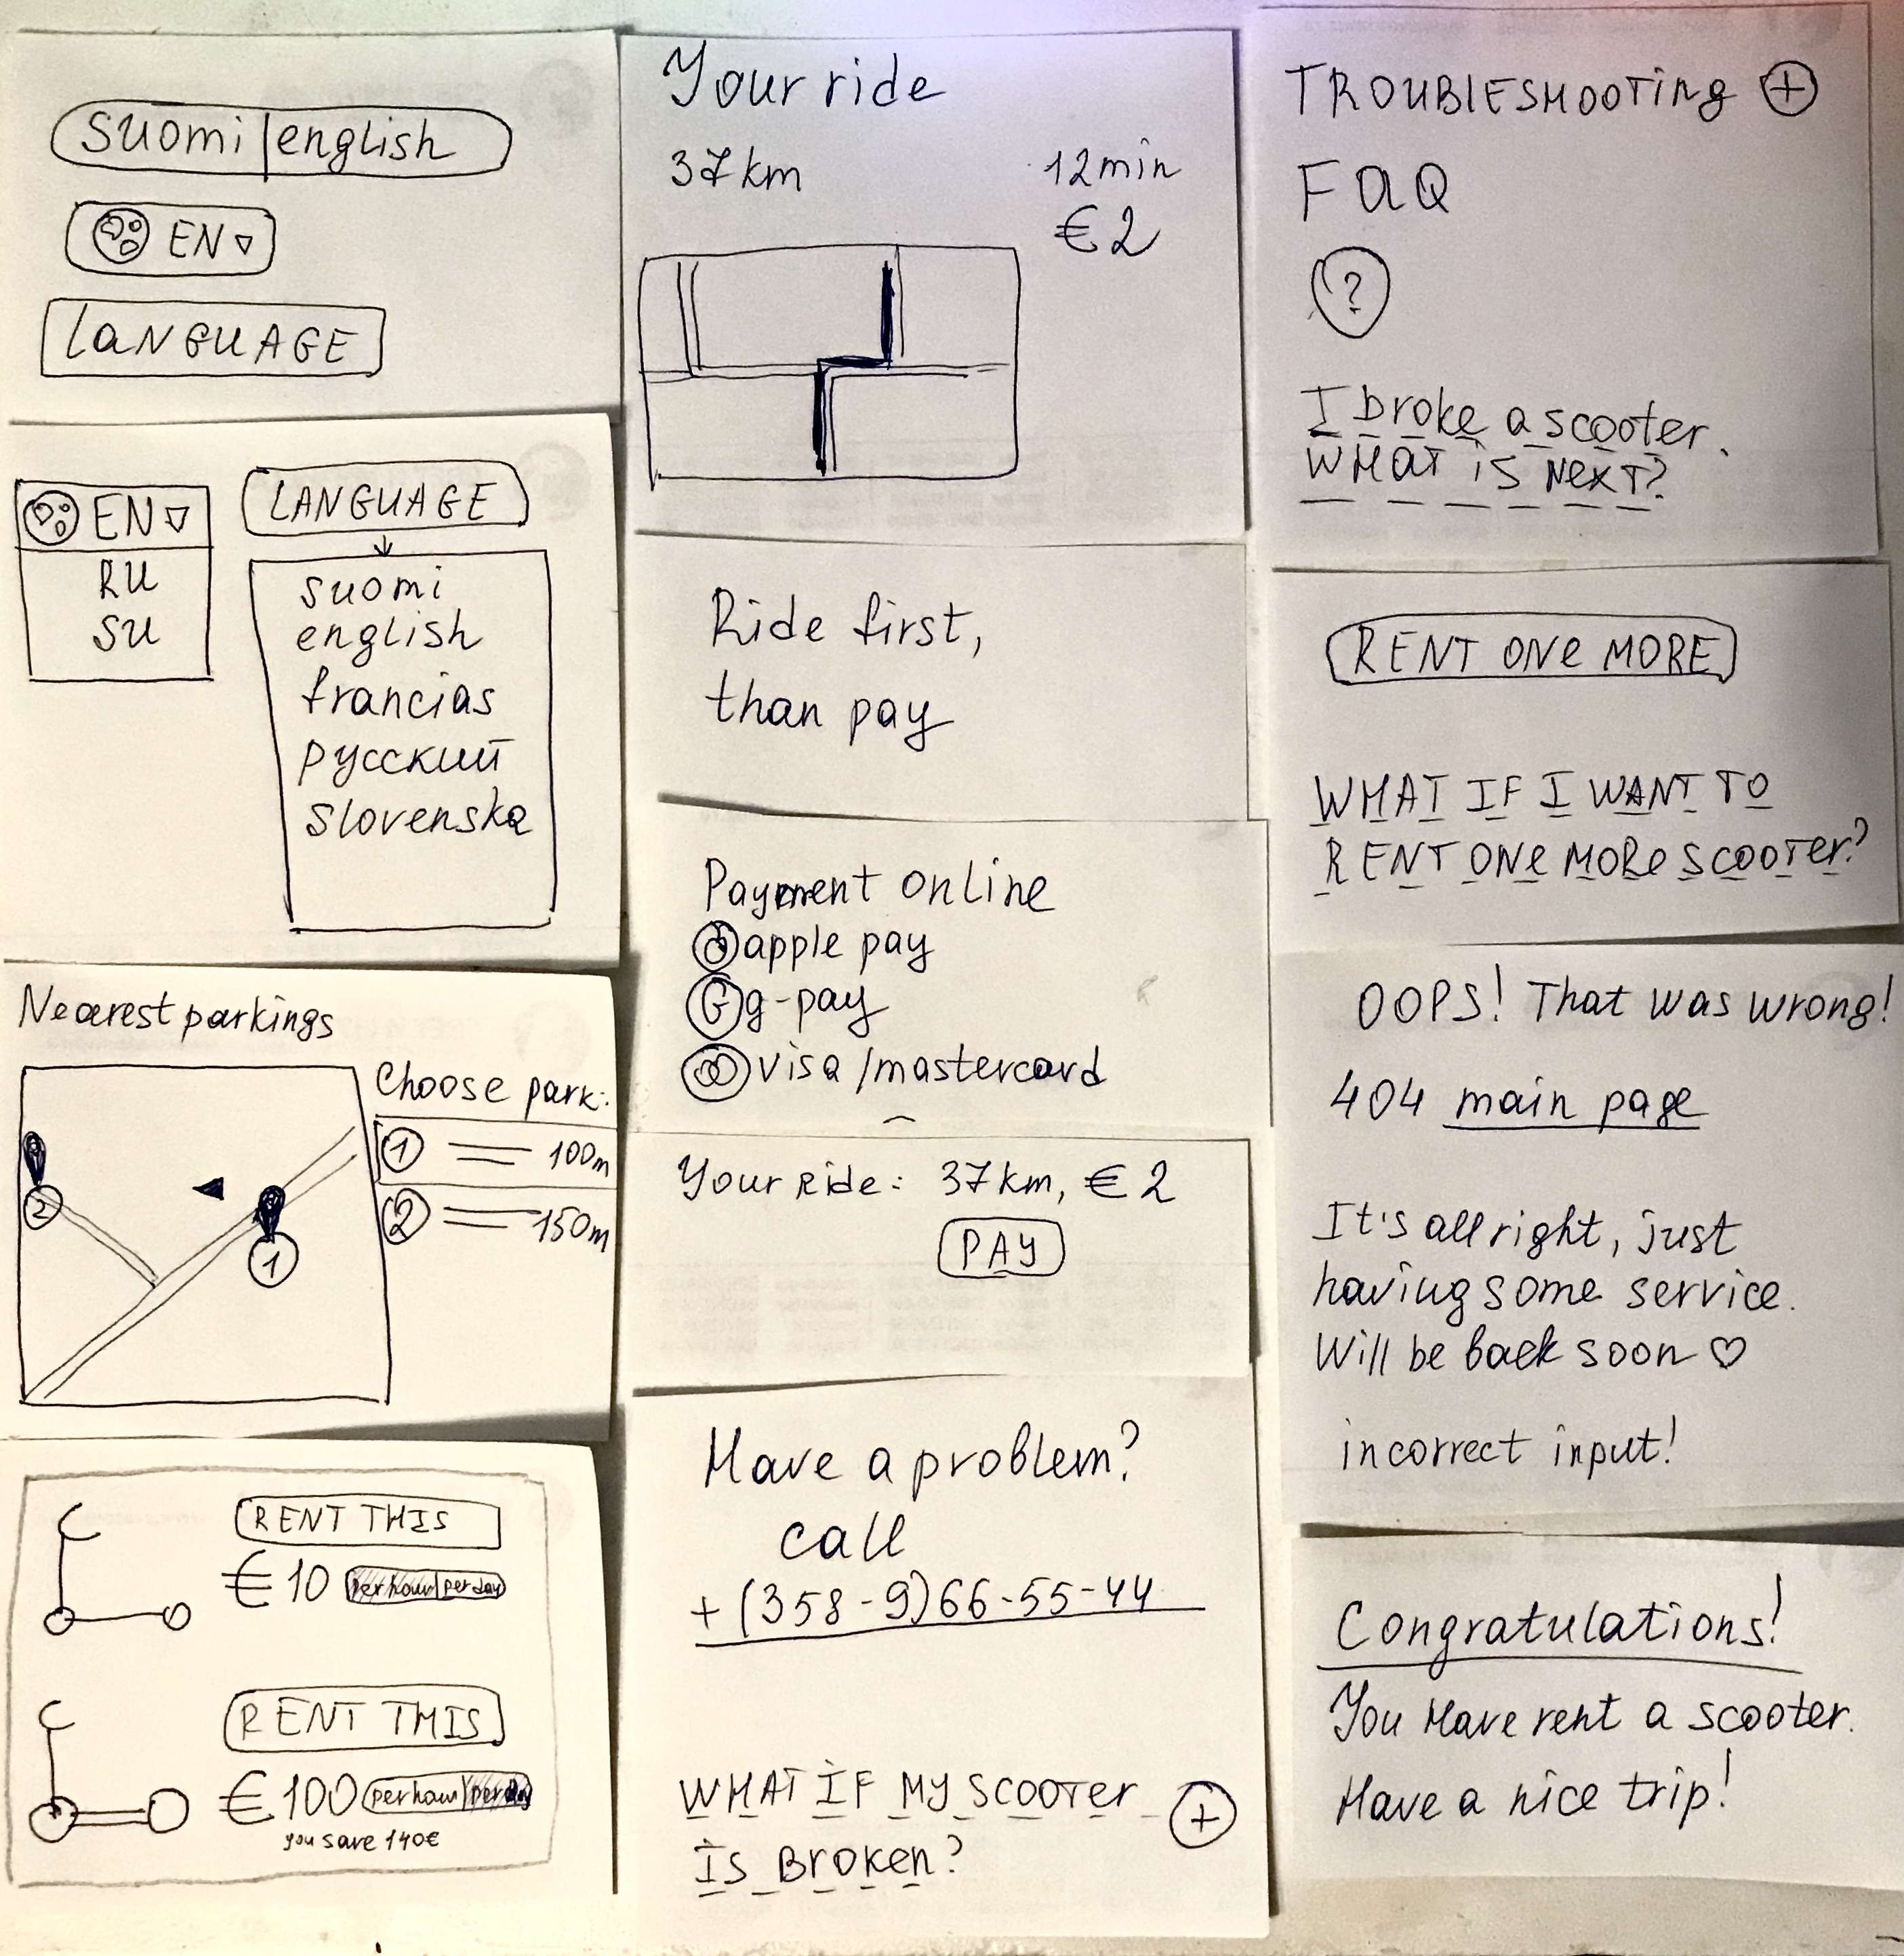 suomi | english
EN
LANGUAGE
EN
RU
SU
LANGUAGE
suomi
english
francias
русский
slovenska
Nearest parkings
2
1
Choose park:
1 100m
2 150m
RENT THIS
€10 per hour | per day
RENT THIS
€100 per hour | per day
you save 140€
Your ride
37km 12min
€2
Ride first,
than pay
Payment online
apple pay
G g-pay
visa/mastercard
Your Ride: 37km, €2
PAY
Have a problem?
call
+(358-9)66-55-44
WHAT IF MY SCOOTER
IS BROKEN? +
TROUBLESHOOTING +
FAQ
?
I broke a scooter.
WHAT IS NEXT?
RENT ONE MORE
WHAT IF I WANT TO
RENT ONE MORE SCOOTER?
OOPS! That was wrong!
404 main page
It's all right, just
having some service.
Will be back soon ♡
incorrect input!
Congratulations!
You Have rent a scooter.
Have a nice trip!